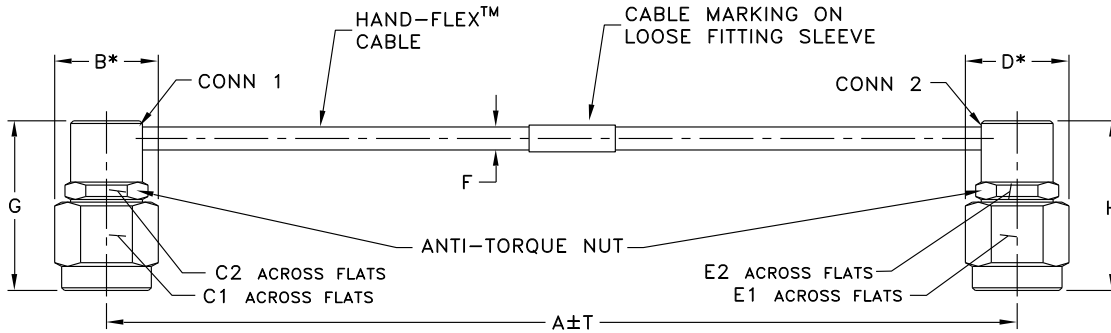 HAND-FLEX™
CABLE
CABLE MARKING ON
LOOSE FITTING SLEEVE
B*
D*
CONN 1
CONN 2
G
F
H
ANTI-TORQUE NUT
C2 ACROSS FLATS
C1 ACROSS FLATS
E2 ACROSS FLATS
E1 ACROSS FLATS
A±T